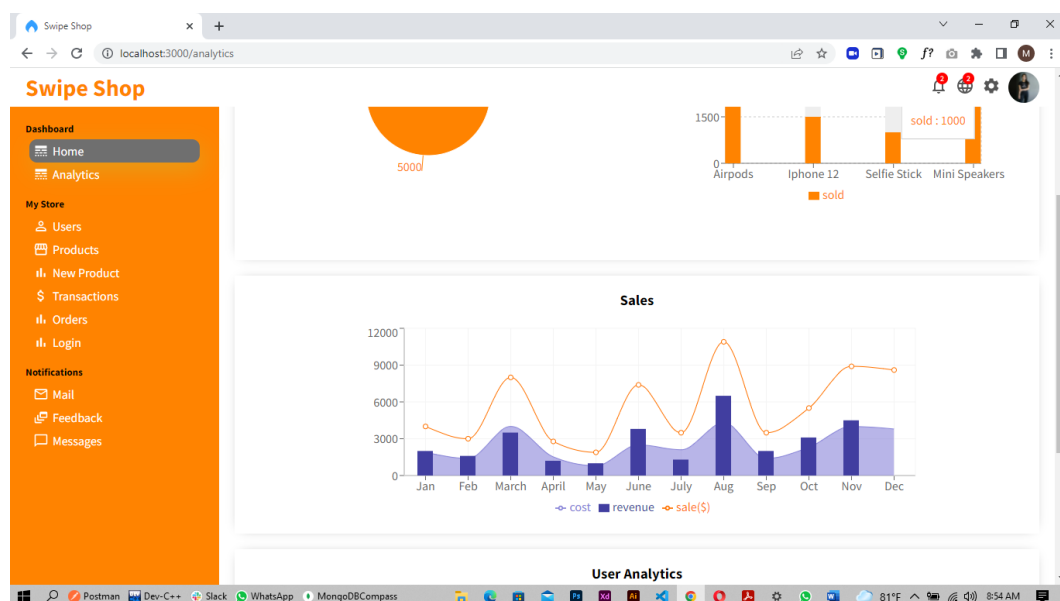 Swipe Shop
localhost:3000/analytics
f?
M
Swipe Shop
2
2
Dashboard
Home
Analytics
My Store
Users
Products
New Product
Transactions
Orders
Login
Notifications
Mail
Feedback
Messages
5000
1500
0
sold : 1000
Airpods Iphone 12 Selfie Stick Mini Speakers
sold
Sales
12000
9000
6000
3000
0
Jan Feb March April May June July Aug Sep Oct Nov Dec
cost revenue sale($)
User Analytics
Postman Dev-C++ Slack WhatsApp MongoDBCompass Ps Xd Ai 81°F 8:54 AM